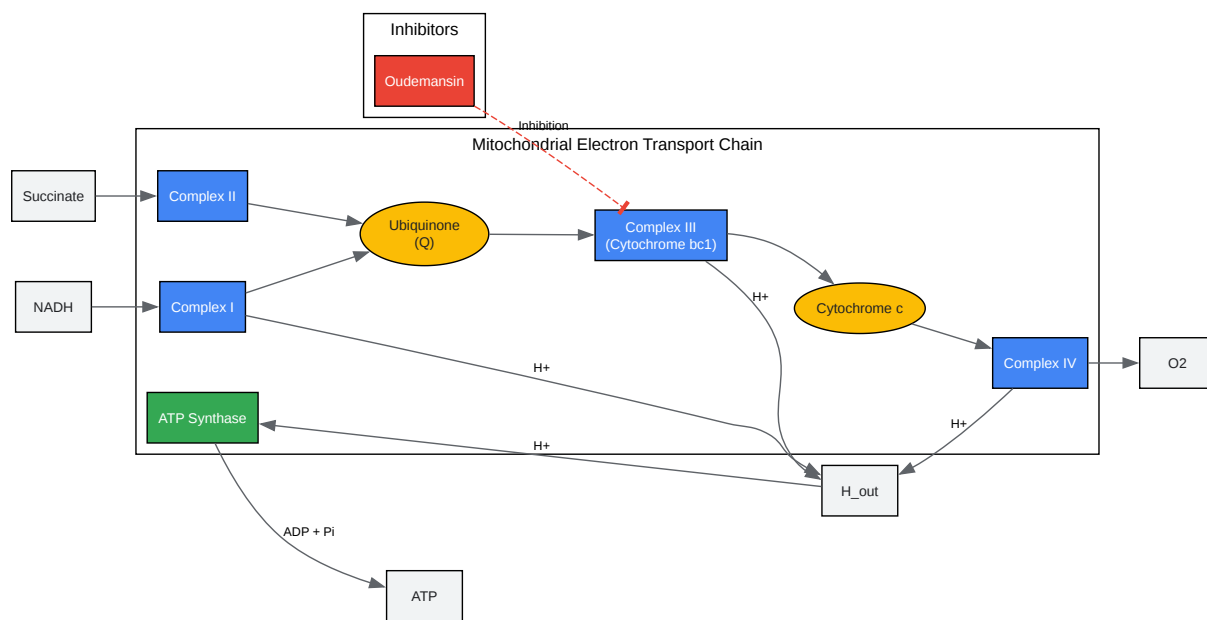 Inhibitors
Oudemansin
Inhibition
Mitochondrial Electron Transport Chain
Succinate
Complex II
Ubiquinone
(Q)
Complex III
(Cytochrome bc1)
NADH
Complex I
H+
Cytochrome c
Complex IV
O2
H+
ATP Synthase
H+
H+
H_out
ADP + Pi
ATP